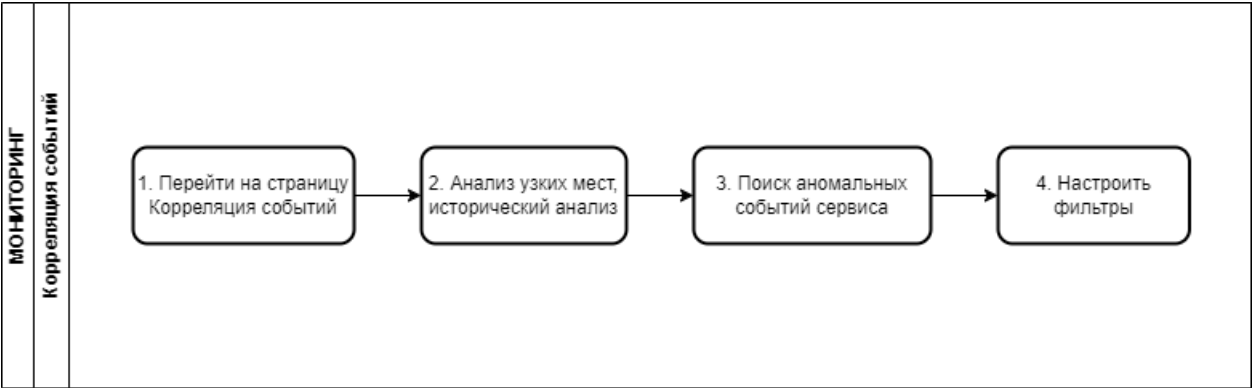 МОНИТОРИНГ
Корреляция событий
1. Перейти на страницу
Корреляция событий
2. Анализ узких мест,
исторический анализ
3. Поиск аномальных
событий сервиса
4. Настроить
фильтры